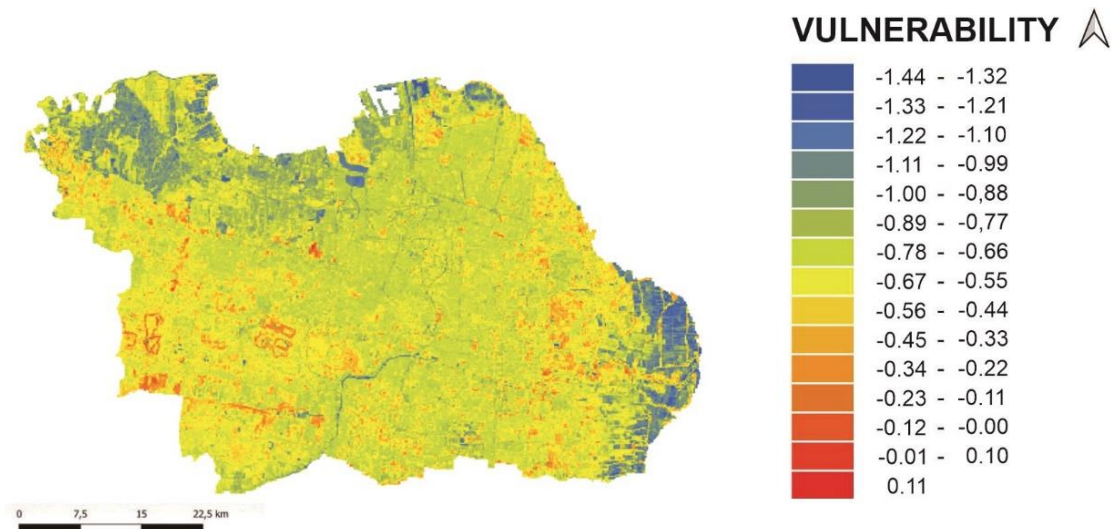 VULNERABILITY
-1.44 - -1.32
-1.33 - -1.21
-1.22 - -1.10
-1.11 - -0.99
-1.00 - -0,88
-0.89 - -0,77
-0.78 - -0.66
-0.67 - -0.55
-0.56 - -0.44
-0.45 - -0.33
-0.34 - -0.22
-0.23 - -0.11
-0.12 - -0.00
-0.01 - 0.10
0.11
0 7,5 15 22,5 km